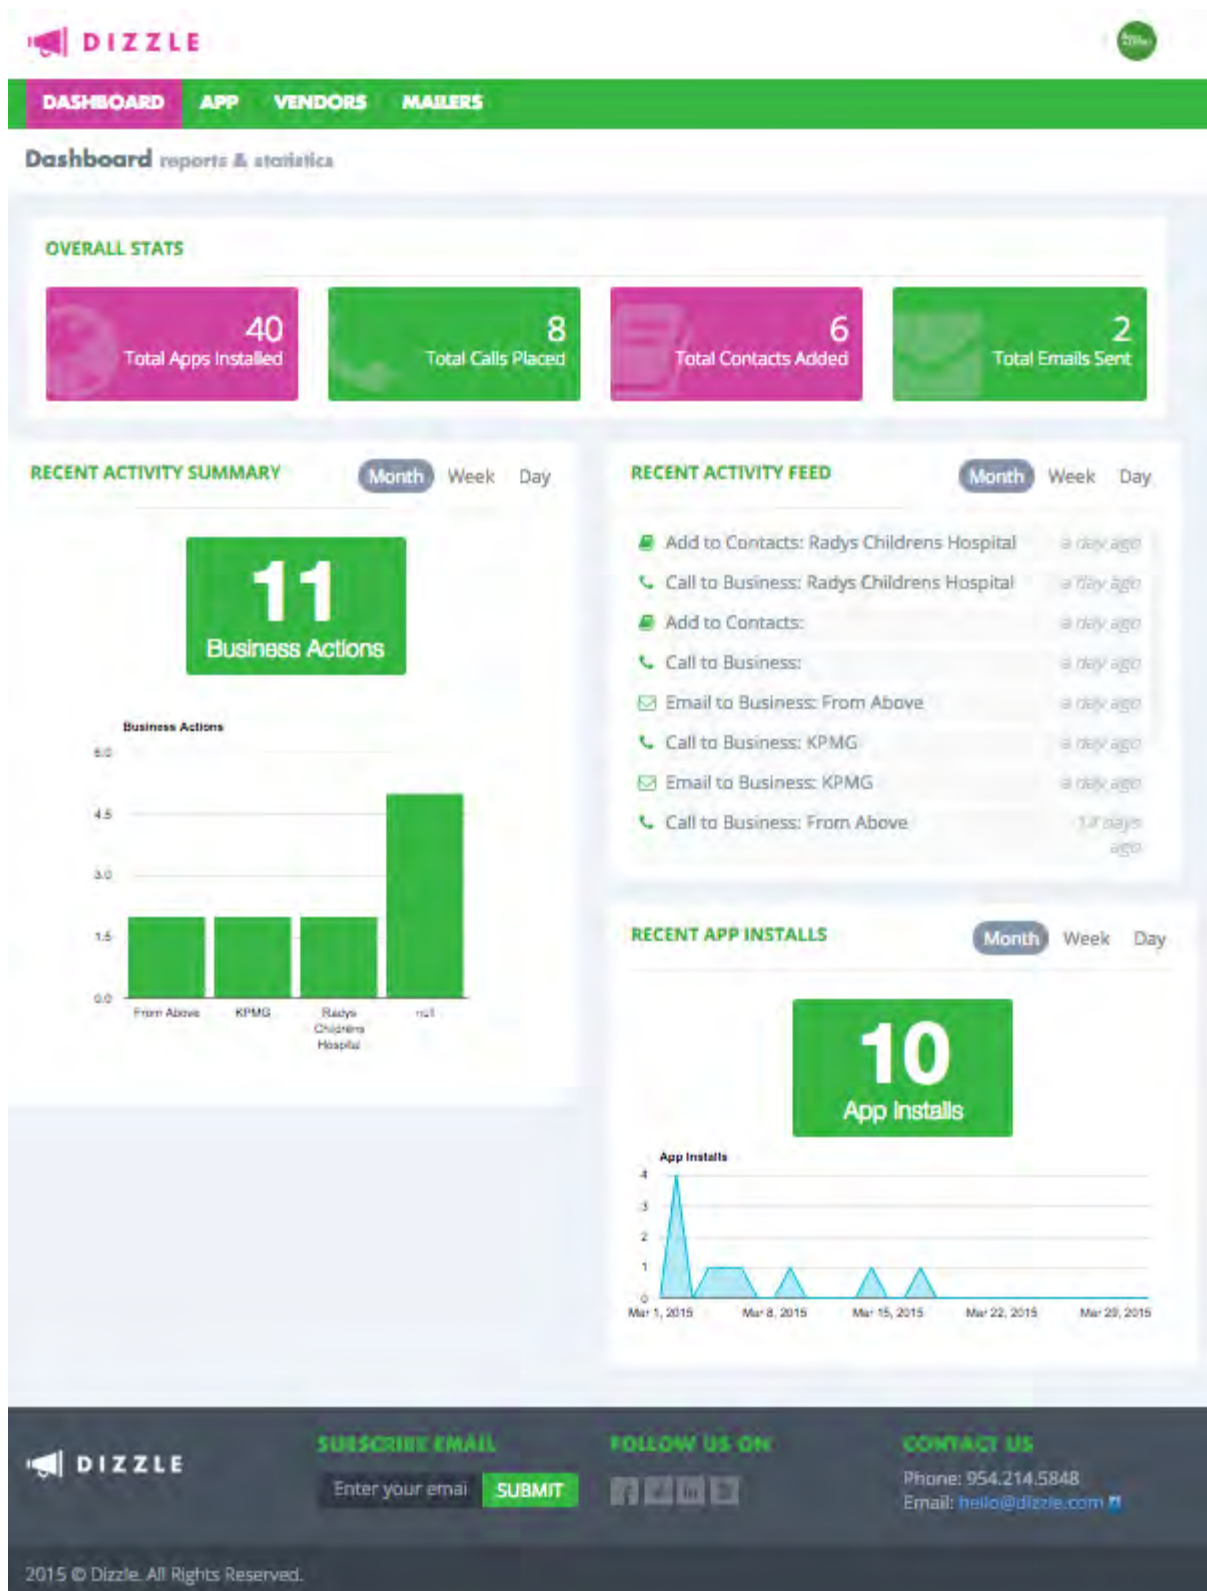 DIZZLE
DASHBOARD APP VENDORS MAILERS
Dashboard reports & statistics
OVERALL STATS
40
Total Apps Installed
8
Total Calls Placed
6
Total Contacts Added
2
Total Emails Sent
RECENT ACTIVITY SUMMARY Month Week Day
11
Business Actions
Business Actions
6.0
4.5
3.0
1.5
0.0
From Above KPMG Radys Childrens Hospital null
RECENT ACTIVITY FEED Month Week Day
Add to Contacts: Radys Childrens Hospital a day ago
Call to Business: Radys Childrens Hospital a day ago
Add to Contacts: a day ago
Call to Business: a day ago
Email to Business: From Above a day ago
Call to Business: KPMG a day ago
Email to Business: KPMG a day ago
Call to Business: From Above 14 days
ago
RECENT APP INSTALLS Month Week Day
10
App Installs
App Installs
4
3
2
1
0
Mar 1, 2015 Mar 8, 2015 Mar 15, 2015 Mar 22, 2015 Mar 29, 2015
DIZZLE
SUBSCRIBE EMAIL
Enter your emai SUBMIT
FOLLOW US ON
CONTACT US
Phone: 954.214.5848
Email: hello@dizzle.com
2015 © Dizzle. All Rights Reserved.